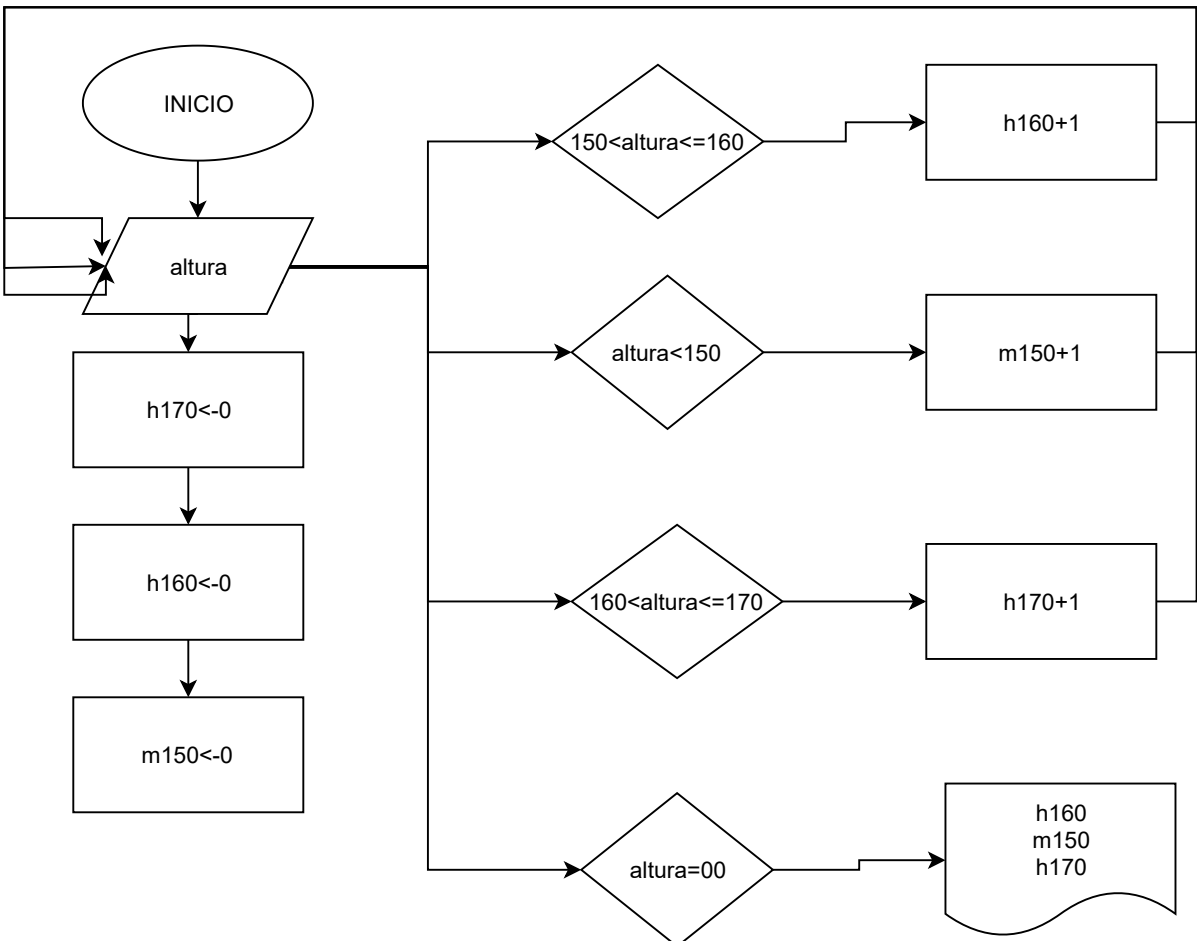 INICIO
altura
h170<-0
h160<-0
m150<-0
150<altura<=160
h160+1
altura<150
m150+1
160<altura<=170
h170+1
altura=00
h160
m150
h170